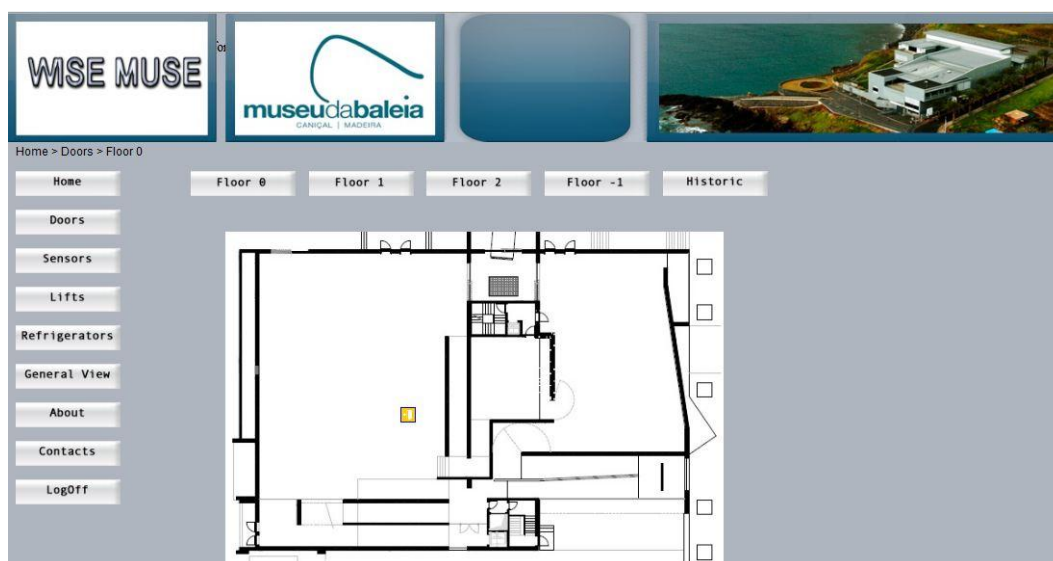 WISE MUSE
museudabaleia
CANIÇAL | MADEIRA
Home > Doors > Floor 0
Home
Doors
Sensors
Lifts
Refrigerators
General View
About
Contacts
LogOff
Floor 0
Floor 1
Floor 2
Floor -1
Historic